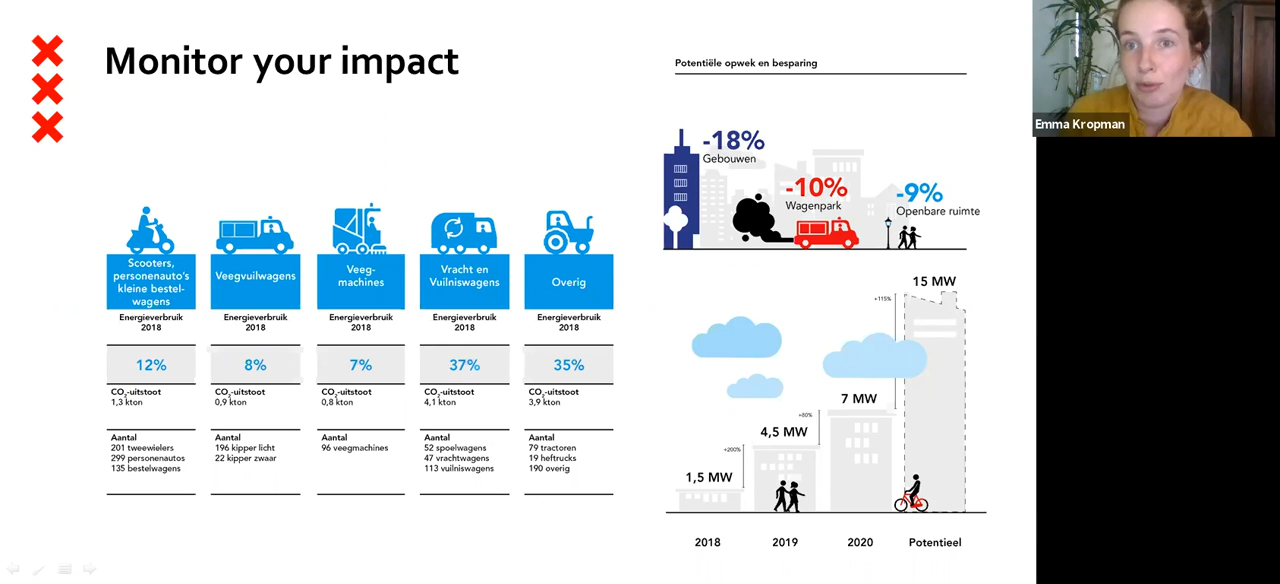 Monitor your impact
Scooters,
personenauto's
kleine bestel-
wagens
Energieverbruik
2018
12%
CO2-uitstoot
1,3 kton
Aantal
201 tweewielers
299 personenautos
135 bestelwagens
Veegvuilwagens
Energieverbruik
2018
8%
CO2-uitstoot
0,9 kton
Aantal
196 kipper licht
22 kipper zwaar
Veeg-
machines
Energieverbruik
2018
7%
CO2-uitstoot
0,8 kton
Aantal
96 veegmachines
Vracht en
Vuilniswagens
Energieverbruik
2018
37%
CO2-uitstoot
4,1 kton
Aantal
52 spoelwagens
47 vrachtwagens
113 vuilniswagens
Overig
Energieverbruik
2018
35%
CO2-uitstoot
3,9 kton
Aantal
79 tractoren
19 heftrucks
190 overig
Potentiële opwek en besparing
-18%
Gebouwen
-10%
Wagenpark
-9%
Openbare ruimte
15 MW
+115%
7 MW
+80%
4,5 MW
+200%
1,5 MW
2018
2019
2020
Potentieel
Emma Kropman